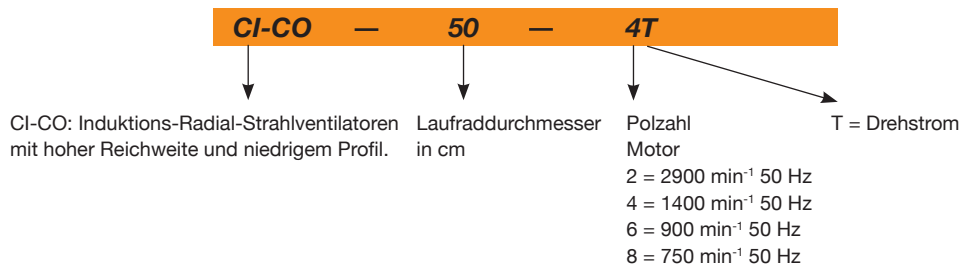 CI-CO — 50 — 4T
CI-CO: Induktions-Radial-Strahlventilatoren
mit hoher Reichweite und niedrigem Profil.
Laufraddurchmesser
in cm
Polzahl
Motor
2 = 2900 min⁻¹ 50 Hz
4 = 1400 min⁻¹ 50 Hz
6 = 900 min⁻¹ 50 Hz
8 = 750 min⁻¹ 50 Hz
T = Drehstrom